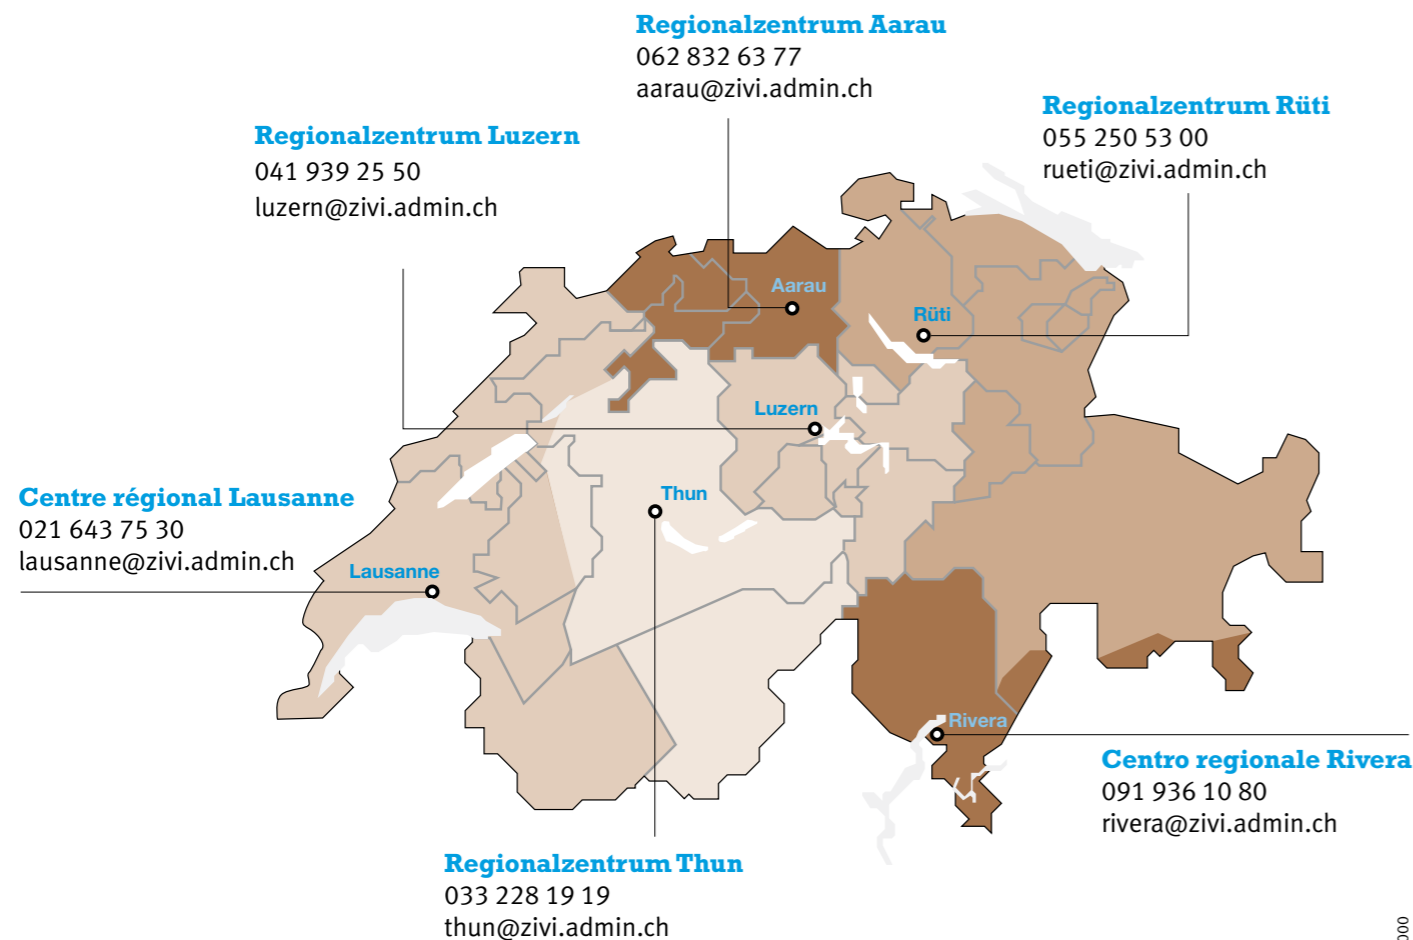 Regionalzentrum Aarau
062 832 63 77
aarau@zivi.admin.ch
Regionalzentrum Rüti
055 250 53 00
rueti@zivi.admin.ch
Regionalzentrum Luzern
041 939 25 50
luzern@zivi.admin.ch
Aarau
Rüti
Luzern
Thun
Centre régional Lausanne
021 643 75 30
lausanne@zivi.admin.ch
Lausanne
Rivera
Centro regionale Rivera
091 936 10 80
rivera@zivi.admin.ch
Regionalzentrum Thun
033 228 19 19
thun@zivi.admin.ch
000